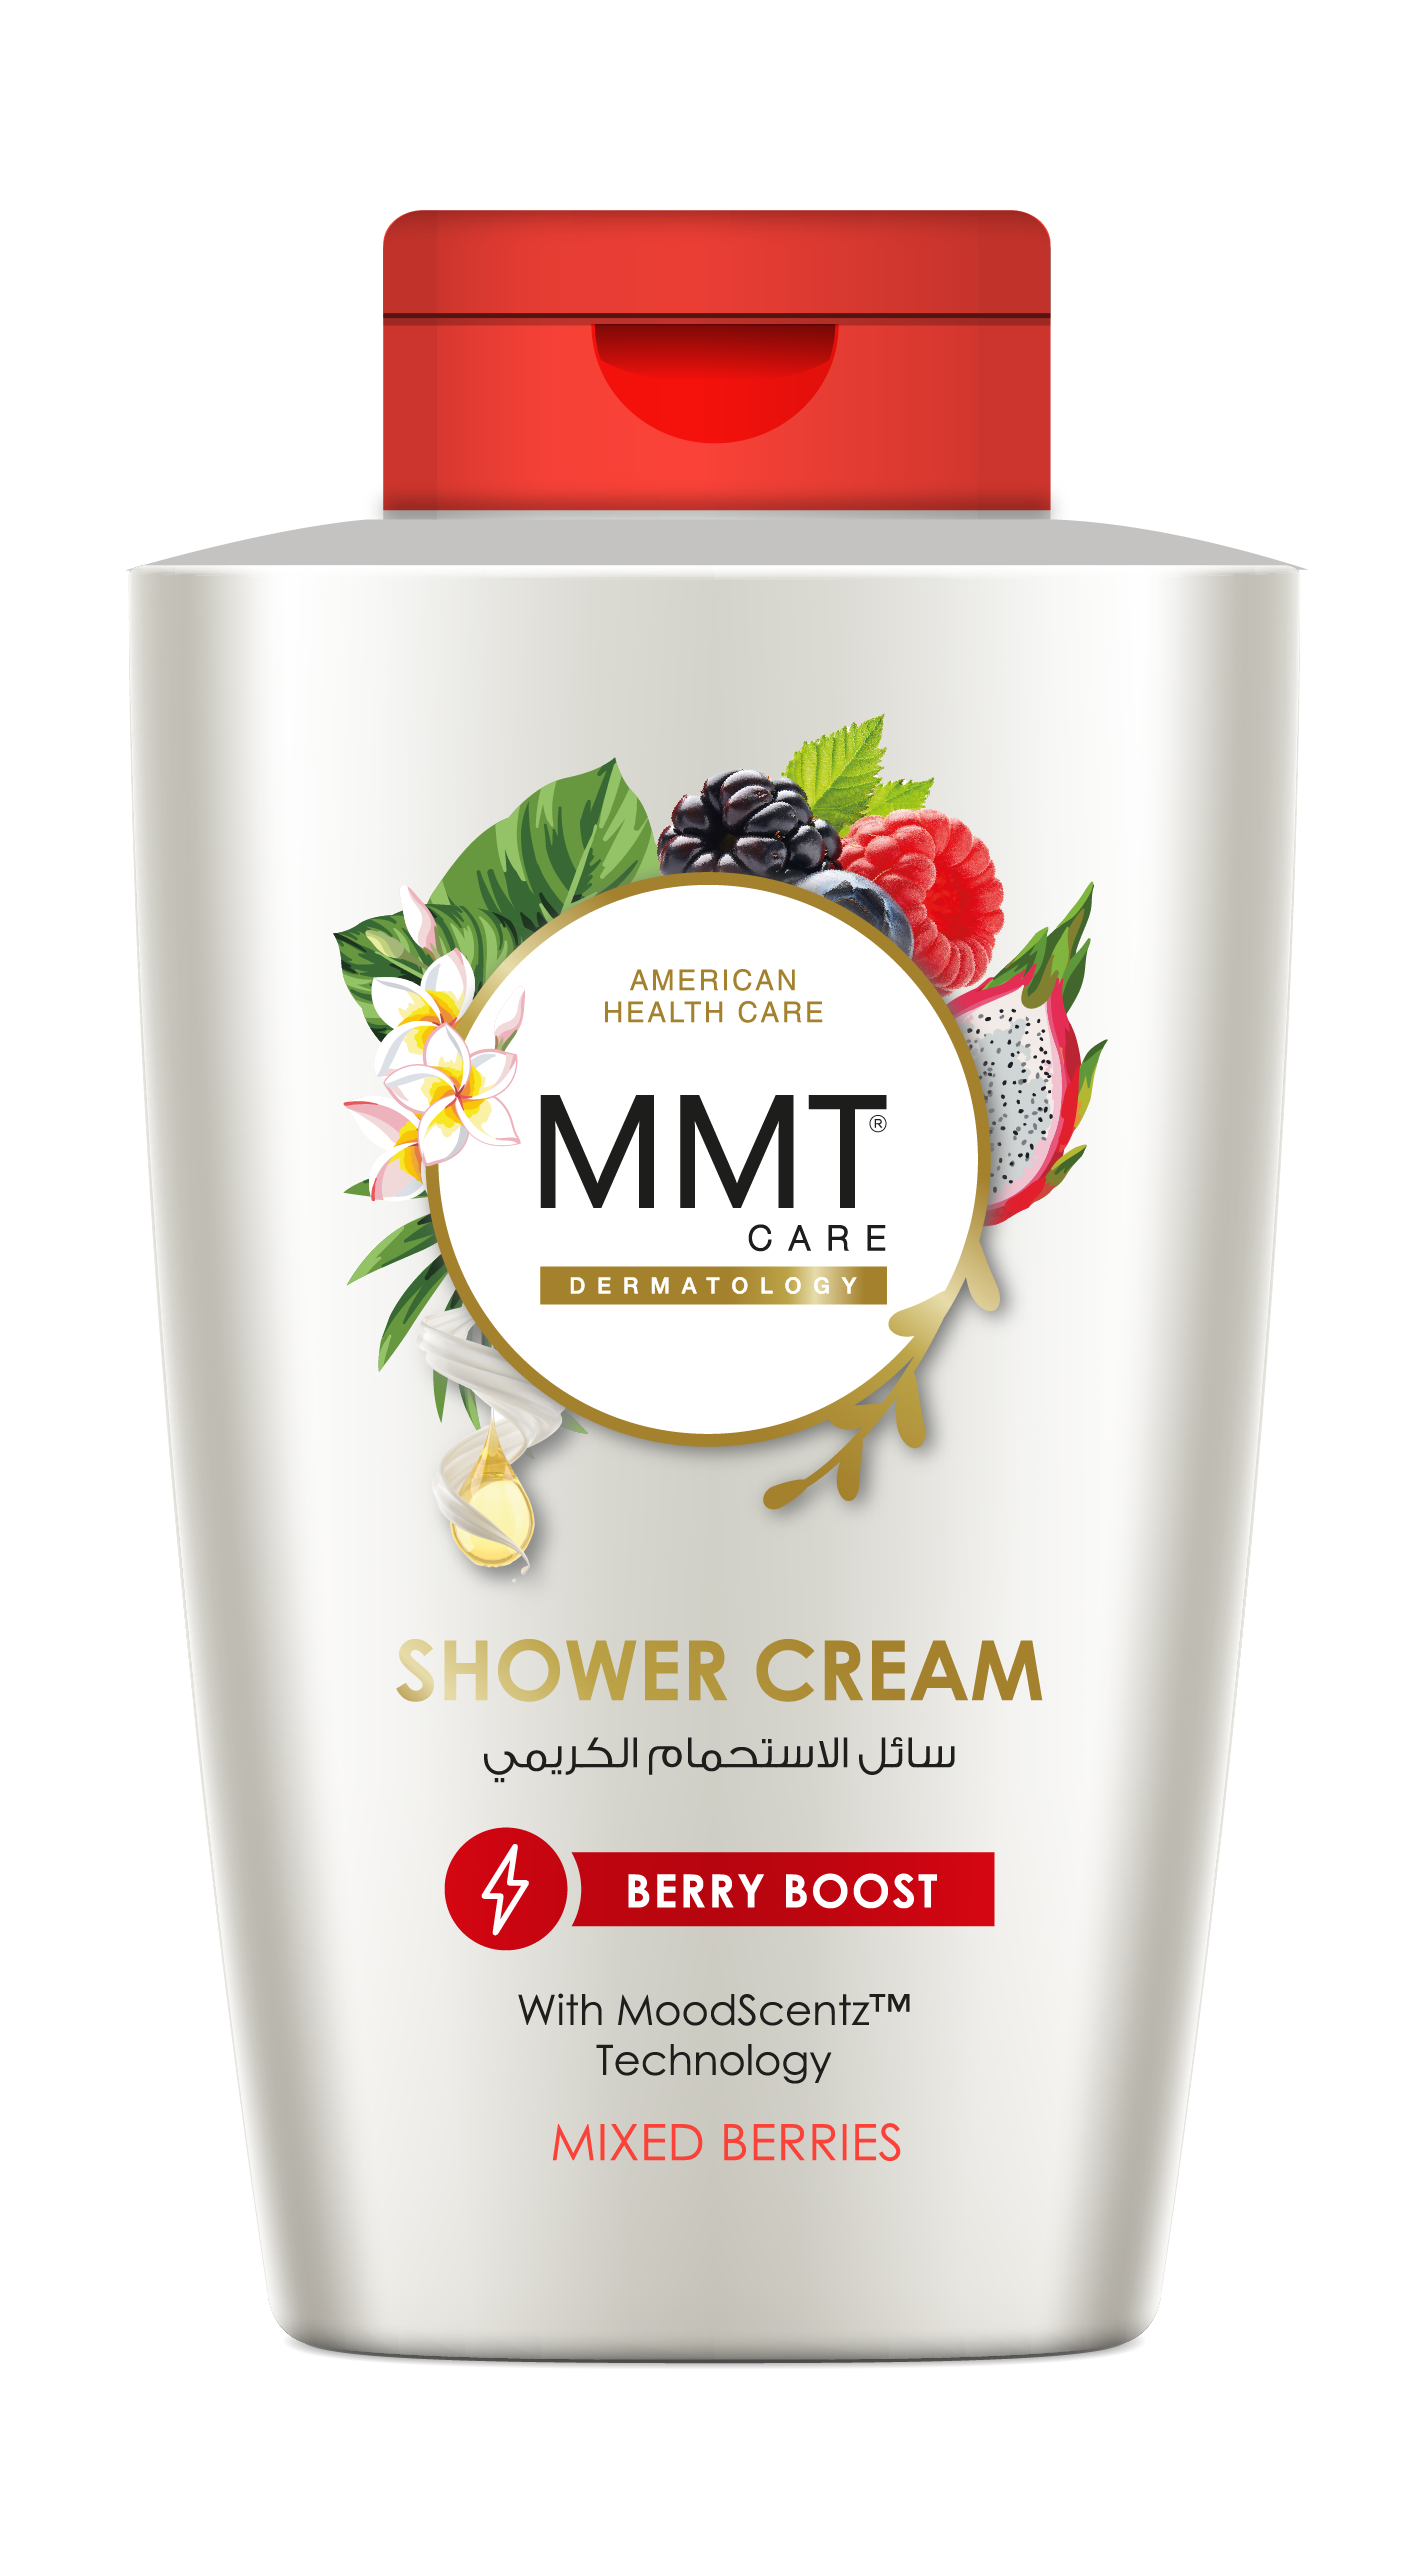 AMERICAN
HEALTH CARE
MMT®
CARE
DERMATOLOGY
SHOWER CREAM
سائل الاستحمام الكريمي
BERRY BOOST
With MoodScentz™
Technology
MIXED BERRIES